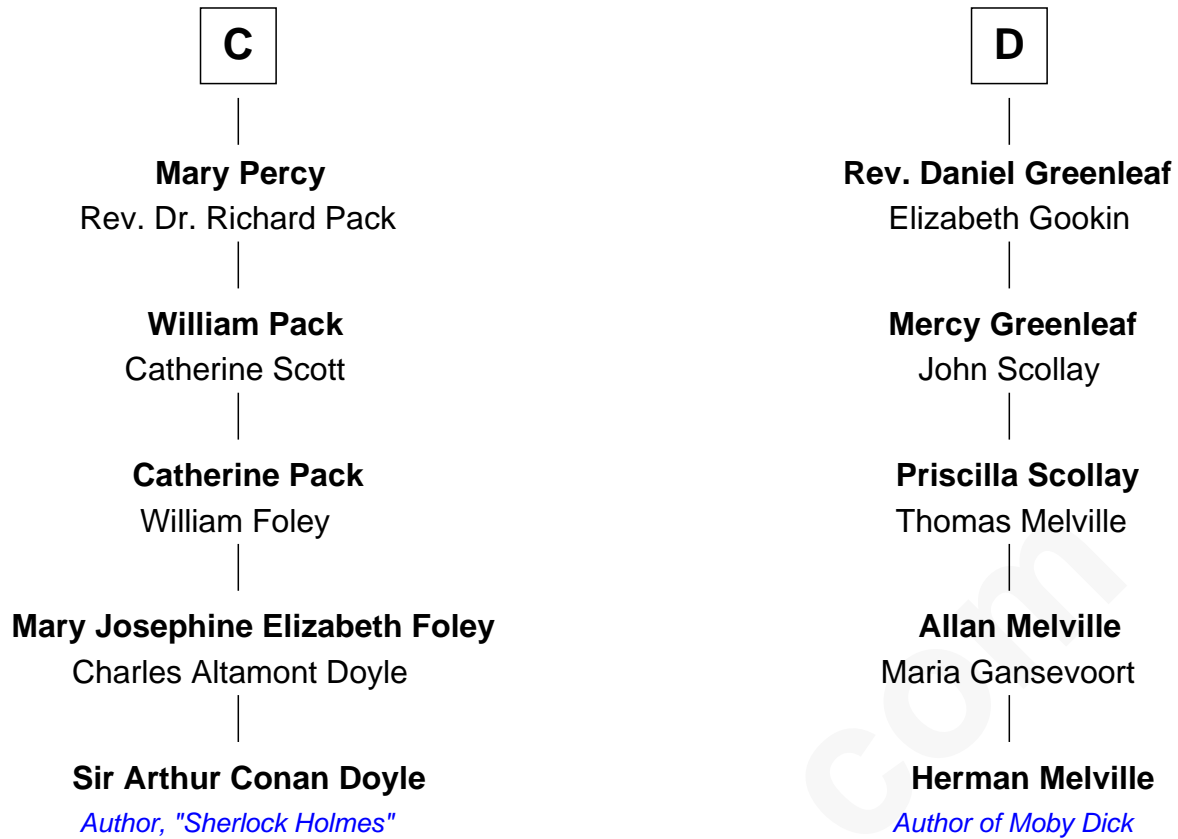 C
Mary Percy
Rev. Dr. Richard Pack
William Pack
Catherine Scott
Catherine Pack
William Foley
Mary Josephine Elizabeth Foley
Charles Altamont Doyle
Sir Arthur Conan Doyle
Author, "Sherlock Holmes"
D
Rev. Daniel Greenleaf
Elizabeth Gookin
Mercy Greenleaf
John Scollay
Priscilla Scollay
Thomas Melville
Allan Melville
Maria Gansevoort
Herman Melville
Author of Moby Dick
com